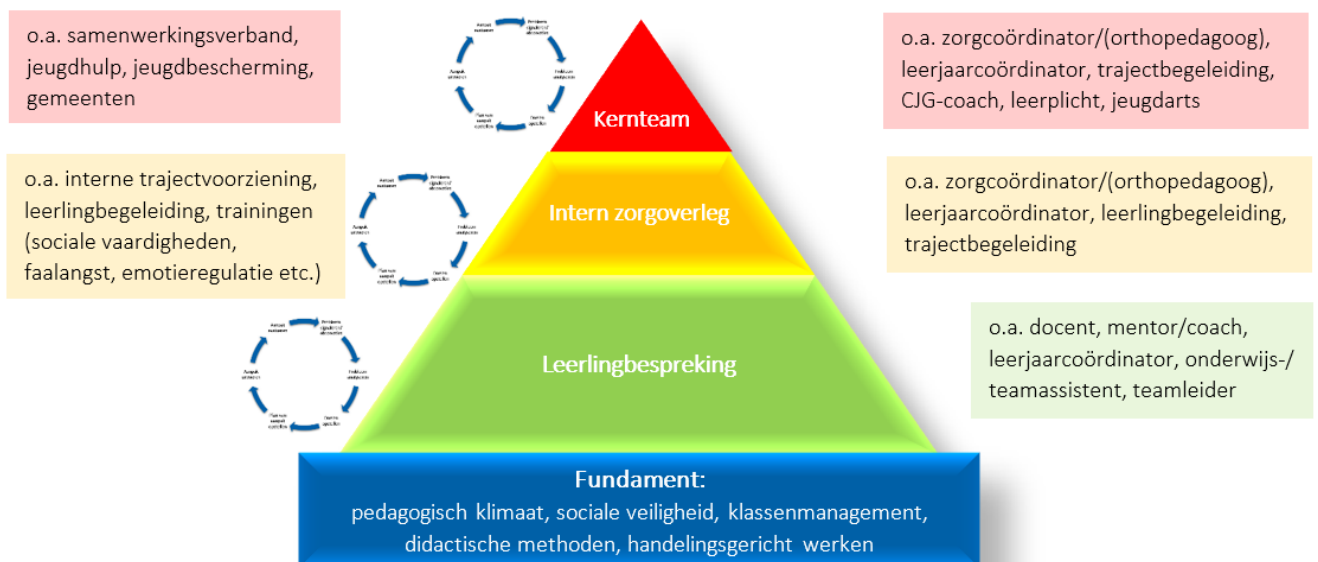 o.a. samenwerkingsverband,
jeugdhulp, jeugdbescherming,
gemeenten
Kernteam
o.a. zorgcoördinator/(orthopedagoog),
leerjaarcoördinator, trajectbegeleiding,
CJG-coach, leerplicht, jeugdarts
o.a. interne trajectvoorziening,
leerlingbegeleiding, trainingen
(sociale vaardigheden,
faalangst, emotieregulatie etc.)
Intern zorgoverleg
o.a. zorgcoördinator/(orthopedagoog),
leerjaarcoördinator, leerlingbegeleiding,
trajectbegeleiding
Leerlingbespreking
o.a. docent, mentor/coach,
leerjaarcoördinator, onderwijs-/
teamassistent, teamleider
Fundament:
pedagogisch klimaat, sociale veiligheid, klassenmanagement,
didactische methoden, handelingsgericht werken